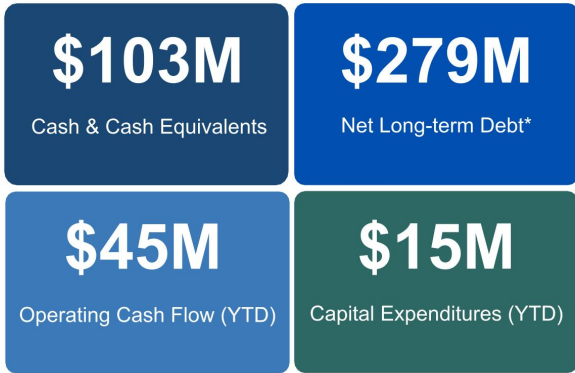 $103M
Cash & Cash Equivalents
$279M
Net Long-term Debt*
$45M
Operating Cash Flow (YTD)
$15M
Capital Expenditures (YTD)